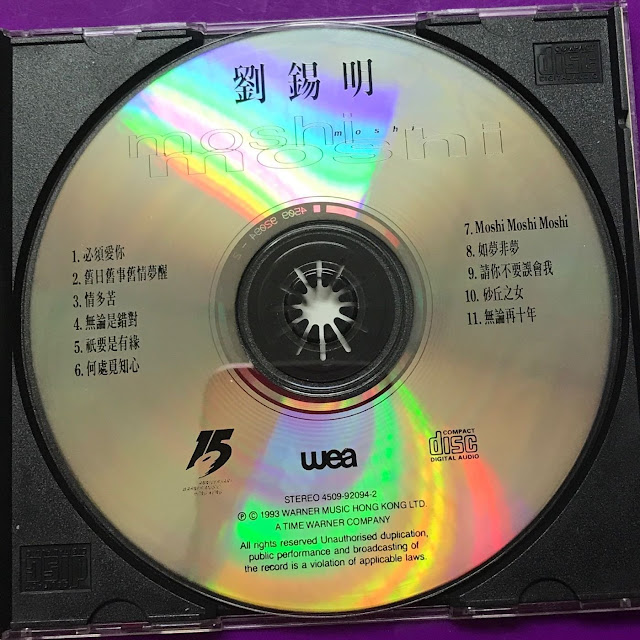 劉錫明
moshi
moshi
moshi
1. 必須愛你
2. 舊日舊事舊情夢醒
3. 情多苦
4. 無論是錯對
5. 祇要是有緣
6. 何處覓知心
7. Moshi Moshi Moshi
8. 如夢非夢
9. 請你不要誤會我
10. 砂丘之女
11. 無論再十年
15
wea
COMPACT
disc
DIGITAL AUDIO
STEREO 4509-92094-2
Ⓟ © 1993 WARNER MUSIC HONG KONG LTD.
A TIME WARNER COMPANY
All rights reserved Unauthorised duplication,
public performance and broadcasting of
the record is a violation of applicable laws.